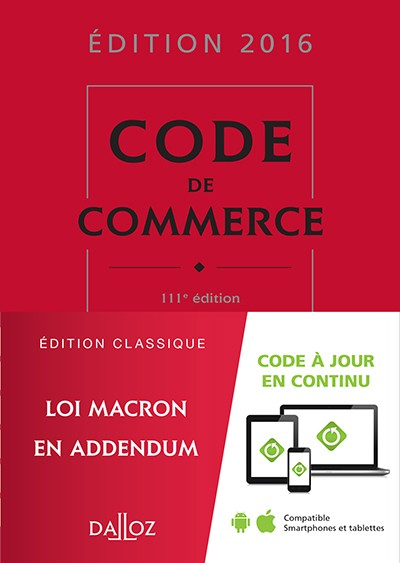 ÉDITION 2016
CODE
DE
COMMERCE
111e édition
ÉDITION CLASSIQUE
LOI MACRON
EN ADDENDUM
DALLOZ
CODE À JOUR
EN CONTINU
Compatible
Smartphones et tablettes